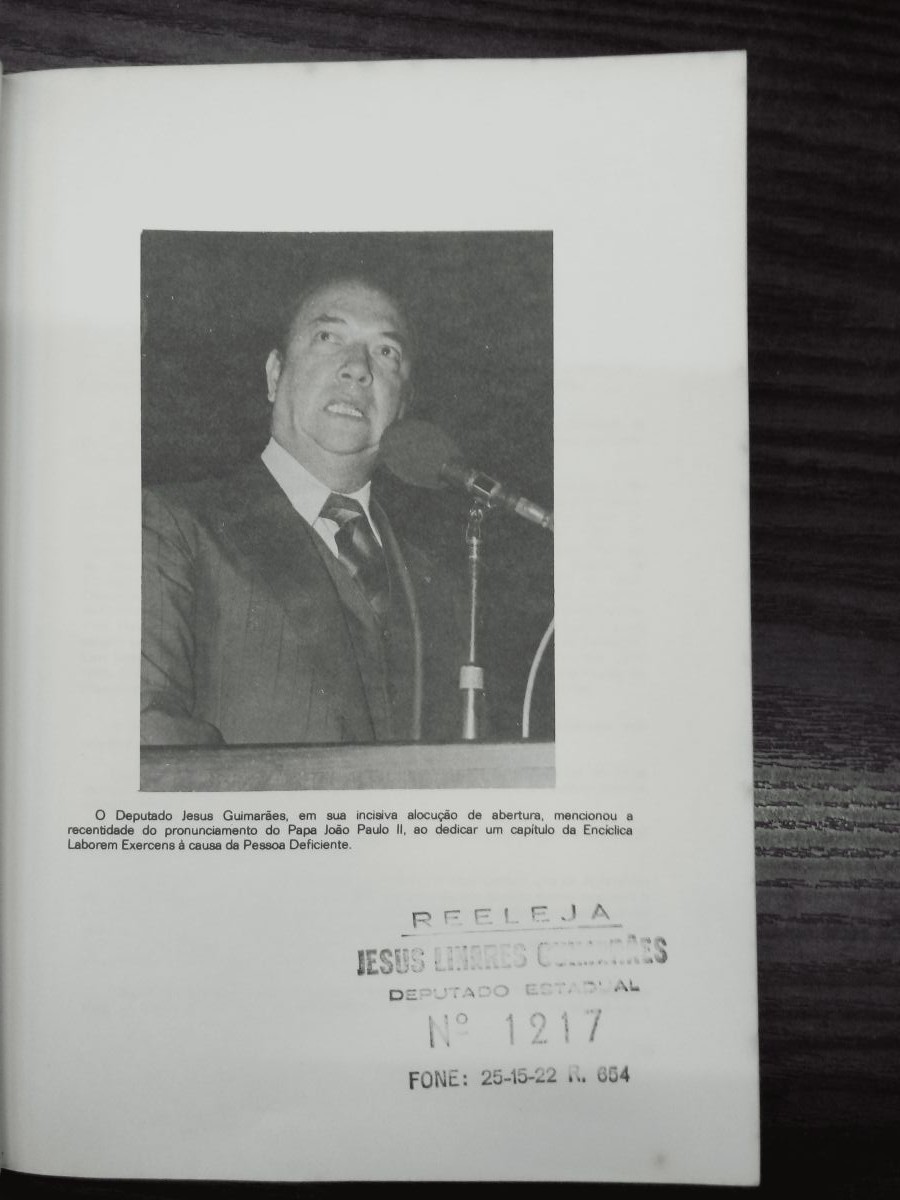 O Deputado Jesus Guimarães, em sua incisiva alocução de abertura, mencionou a
recentidade do pronunciamento do Papa João Paulo II, ao dedicar um capítulo da Encíclica
Laborem Exercens à causa da Pessoa Deficiente.
REELEJA
JESUS LINARES GUIMARÃES
DEPUTADO ESTADUAL
Nº 1217
FONE: 25-15-22 R. 654